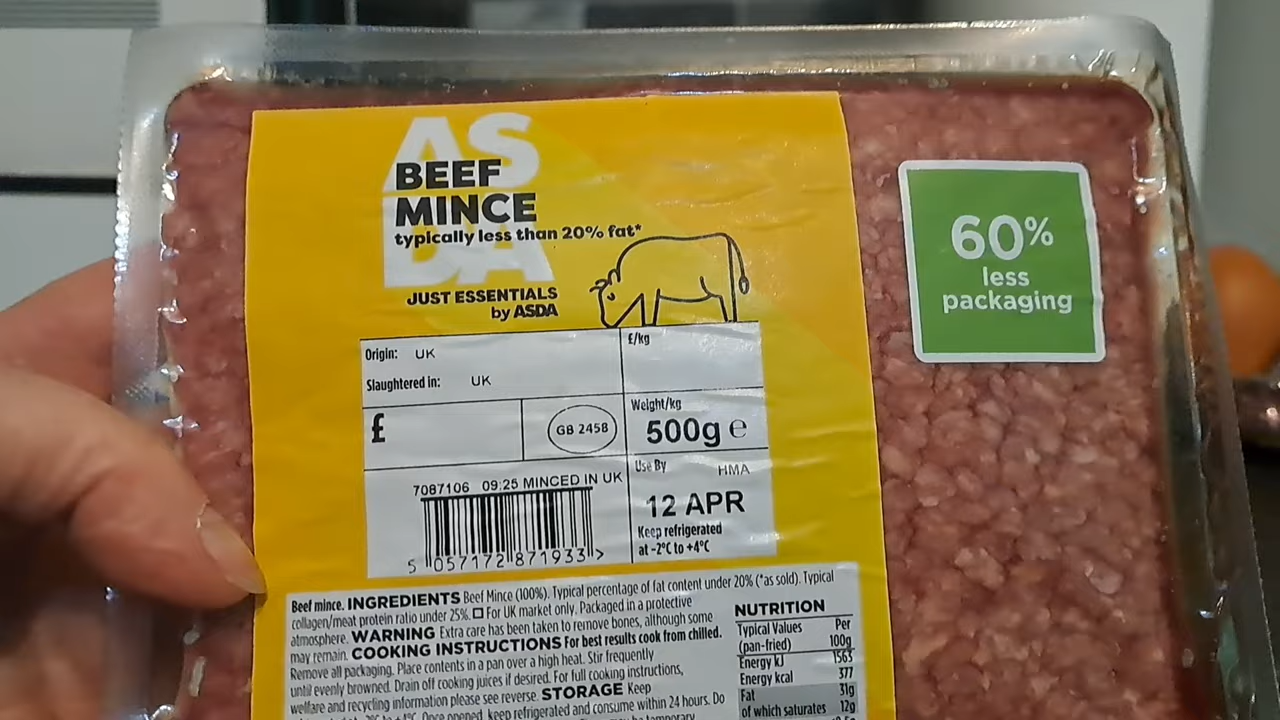 ASDA
BEEF
MINCE
typically less than 20% fat*
JUST ESSENTIALS
by ASDA
60%
less
packaging
Origin: UK
£/kg
Slaughtered in: UK
£
GB 2458
Weight/kg
500g e
7087106 09:25 MINCED IN UK
Use By HMA
12 APR
Keep refrigerated
at -2°C to +4°C
5 057172 871933 >
Beef mince. INGREDIENTS Beef Mince (100%). Typical percentage of fat content under 20% (*as sold). Typical
collagen/meat protein ratio under 25%. ☐ For UK market only. Packaged in a protective
atmosphere. WARNING Extra care has been taken to remove bones, although some
may remain. COOKING INSTRUCTIONS For best results cook from chilled.
Remove all packaging. Place contents in a pan over a high heat. Stir frequently
until evenly browned. Drain off cooking juices if desired. For full cooking instructions,
welfare and recycling information please see reverse. STORAGE Keep
Once opened, keep refrigerated and consume within 24 hours. Do
NUTRITION
Typical Values Per
(pan-fried) 100g
Energy kJ 1563
Energy kcal 377
Fat 31g
of which saturates 12g